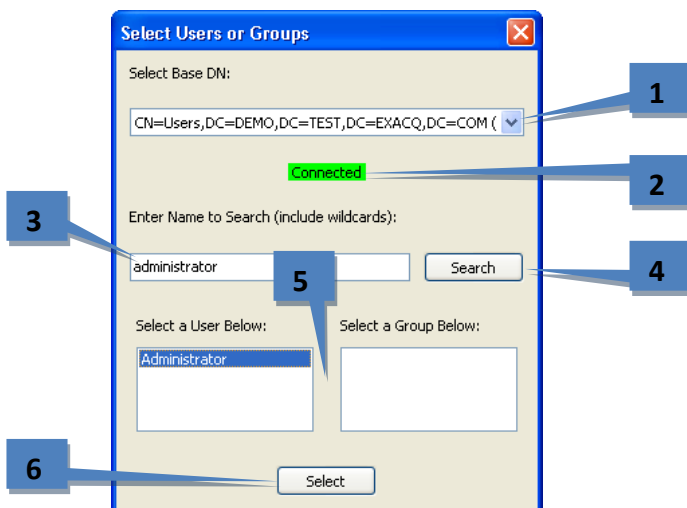 Select Users or Groups
Select Base DN:
1
CN=Users,DC=DEMO,DC=TEST,DC=EXACQ,DC=COM (
Connected
2
3
Enter Name to Search (include wildcards):
administrator
Search
4
5
Select a User Below: Select a Group Below:
Administrator
6
Select